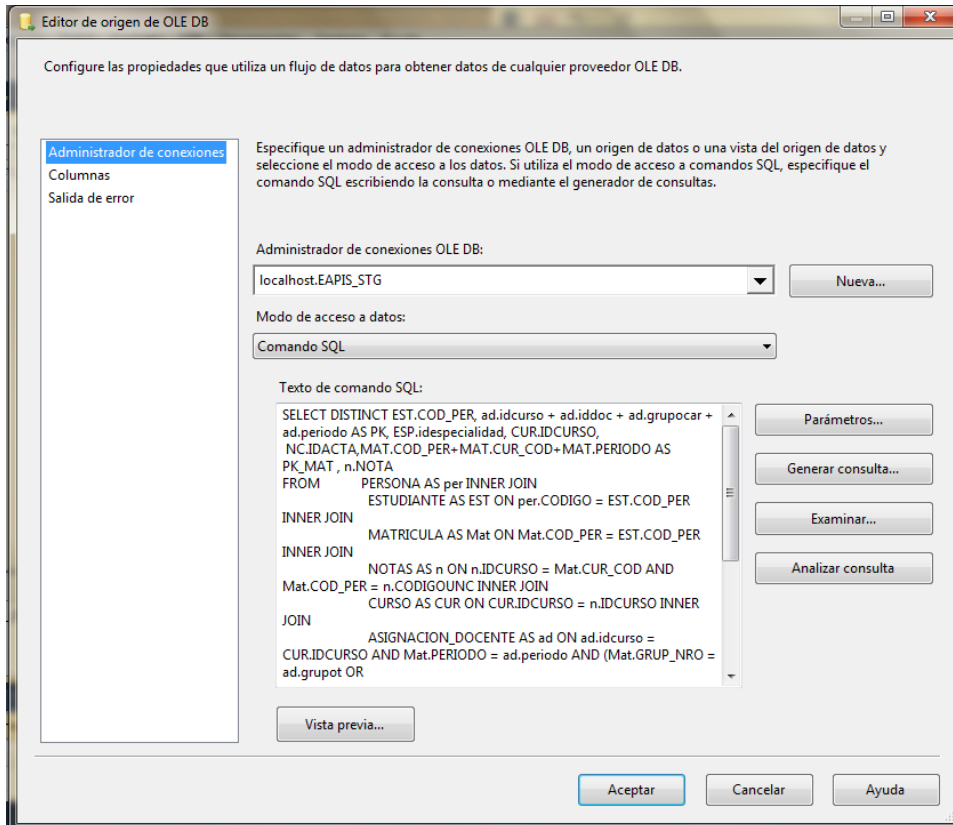 Editor de origen de OLE DB
Configure las propiedades que utiliza un flujo de datos para obtener datos de cualquier proveedor OLE DB.
Administrador de conexiones
Columnas
Salida de error
Especifique un administrador de conexiones OLE DB, un origen de datos o una vista del origen de datos y
seleccione el modo de acceso a los datos. Si utiliza el modo de acceso a comandos SQL, especifique el
comando SQL escribiendo la consulta o mediante el generador de consultas.
Administrador de conexiones OLE DB:
localhost.EAPIS_STG
Nueva...
Modo de acceso a datos:
Comando SQL
Texto de comando SQL:
SELECT DISTINCT EST.COD_PER, ad.idcurso + ad.iddoc + ad.grupocar +
ad.periodo AS PK, ESP.idespecialidad, CUR.IDCURSO,
NC.IDACTA,MAT.COD_PER+MAT.CUR_COD+MAT.PERIODO AS
PK_MAT , n.NOTA
FROM PERSONA AS per INNER JOIN
ESTUDIANTE AS EST ON per.CODIGO = EST.COD_PER
INNER JOIN
MATRICULA AS Mat ON Mat.COD_PER = EST.COD_PER
INNER JOIN
NOTAS AS n ON n.IDCURSO = Mat.CUR_COD AND
Mat.COD_PER = n.CODIGOUNC INNER JOIN
CURSO AS CUR ON CUR.IDCURSO = n.IDCURSO INNER
JOIN
ASIGNACION_DOCENTE AS ad ON ad.idcurso =
CUR.IDCURSO AND Mat.PERIODO = ad.periodo AND (Mat.GRUP_NRO =
ad.grupot OR
Parámetros...
Generar consulta...
Examinar...
Analizar consulta
Vista previa...
Aceptar
Cancelar
Ayuda